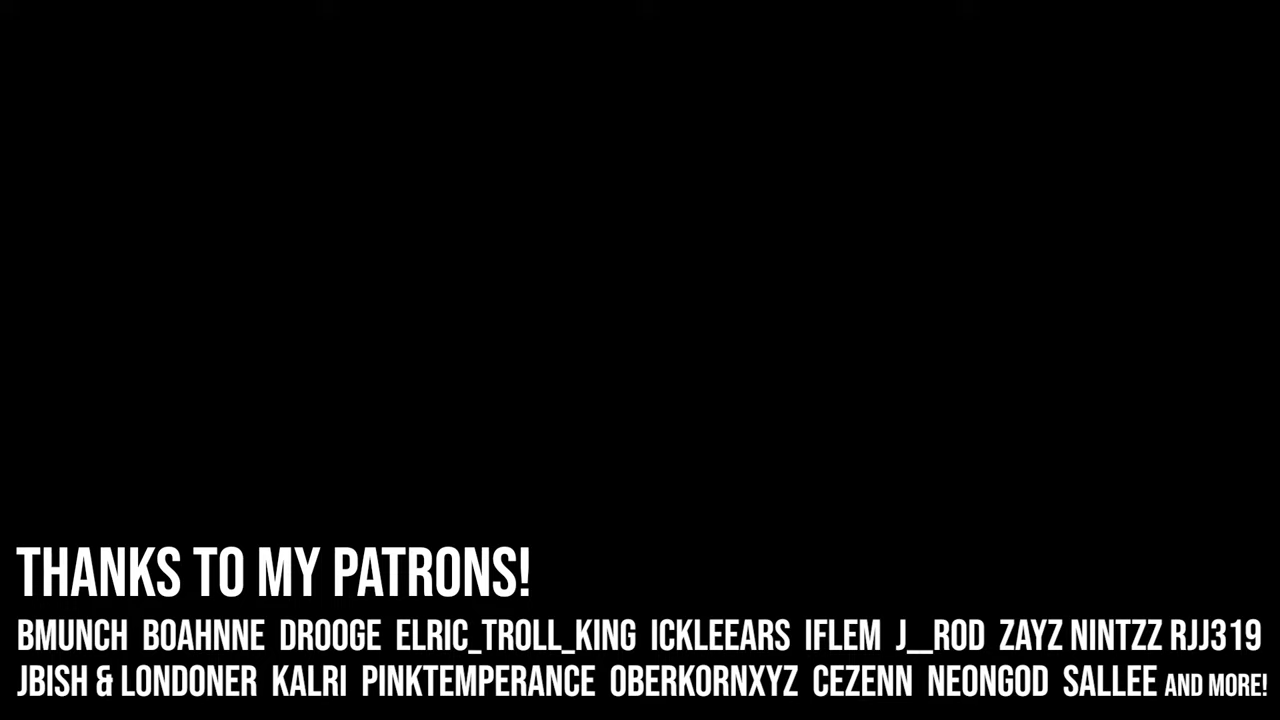 THANKS TO MY PATRONS!
BMUNCH BOAHNNE DROOGE ELRIC_TROLL_KING ICKLEEARS IFLEM J__ROD ZAYZ NINTZZ RJJ319
JBISH & LONDONER KALRI PINKTEMPERANCE OBERKORNXYZ CEZENN NEONGOD SALLEE AND MORE!